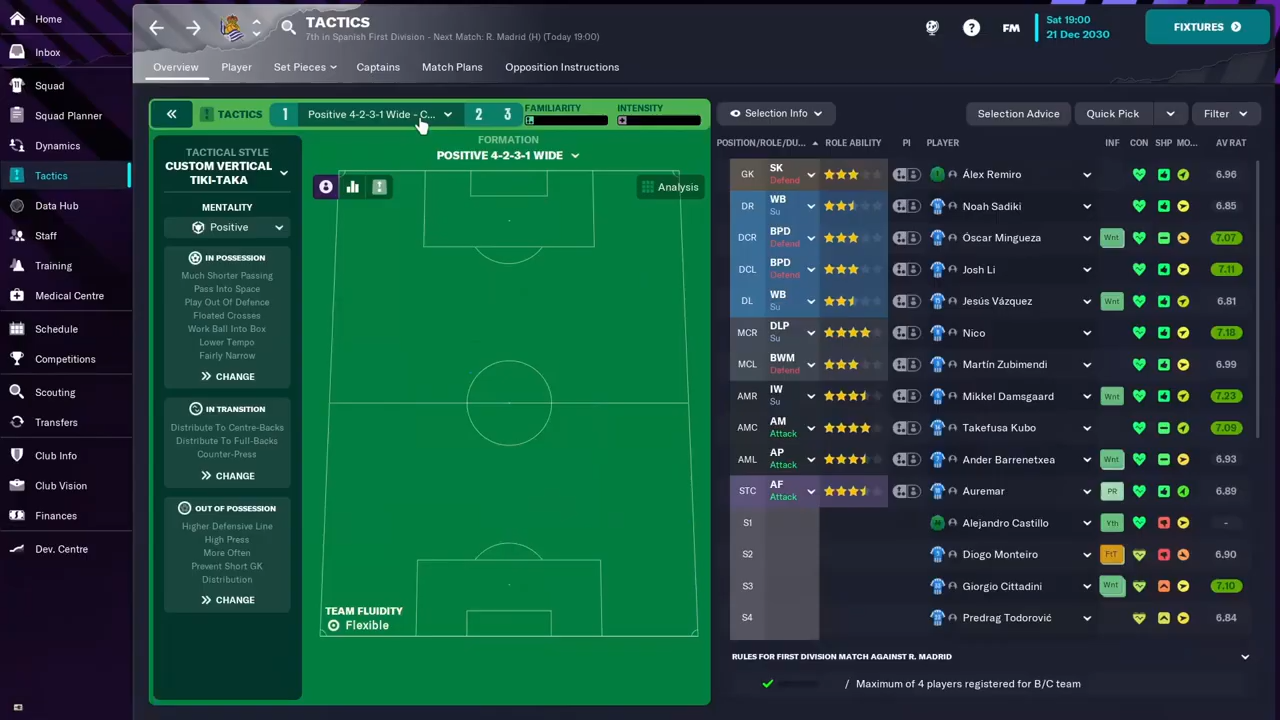 Home
Inbox
Squad
Squad Planner
Dynamics
Tactics
Data Hub
Staff
Training
Medical Centre
Schedule
Competitions
Scouting
Transfers
Club Info
Club Vision
Finances
Dev. Centre
TACTICS
7th in Spanish First Division - Next Match: R. Madrid (H) (Today 19:00)
FM
Sat 19:00
21 Dec 2030
FIXTURES
Overview
Player
Set Pieces
Captains
Match Plans
Opposition Instructions
TACTICS
1
Positive 4-2-3-1 Wide - C...
2
3
FAMILIARITY
INTENSITY
TACTICAL STYLE
CUSTOM VERTICAL
TIKI-TAKA
MENTALITY
Positive
IN POSSESSION
Much Shorter Passing
Pass Into Space
Play Out Of Defence
Floated Crosses
Work Ball Into Box
Lower Tempo
Fairly Narrow
CHANGE
IN TRANSITION
Distribute To Centre-Backs
Distribute To Full-Backs
Counter-Press
CHANGE
OUT OF POSSESSION
Higher Defensive Line
High Press
More Often
Prevent Short GK
Distribution
CHANGE
FORMATION
POSITIVE 4-2-3-1 WIDE
Analysis
TEAM FLUIDITY
Flexible
Selection Info
Selection Advice
Quick Pick
Filter
POSITION/ROLE/DU... ROLE ABILITY PI PLAYER INF CON SHP MO... AV RAT
GK SK Defend Álex Remiro 6.96
DR WB Su Noah Sadiki 6.85
DCR BPD Defend Óscar Mingueza Wnt 7.07
DCL BPD Defend Josh Li 7.11
DL WB Su Jesús Vázquez Wnt 6.81
MCR DLP Su Nico 7.18
MCL BWM Defend Martín Zubimendi 6.99
AMR IW Su Mikkel Damsgaard Wnt 7.23
AMC AM Attack Takefusa Kubo 7.09
AML AP Attack Ander Barrenetxea Wnt 6.93
STC AF Attack Auremar PR 6.89
S1 Alejandro Castillo Yth -
S2 Diogo Monteiro FtT 6.90
S3 Giorgio Cittadini Wnt 7.10
S4 Predrag Todorović 6.84
RULES FOR FIRST DIVISION MATCH AGAINST R. MADRID
/ Maximum of 4 players registered for B/C team